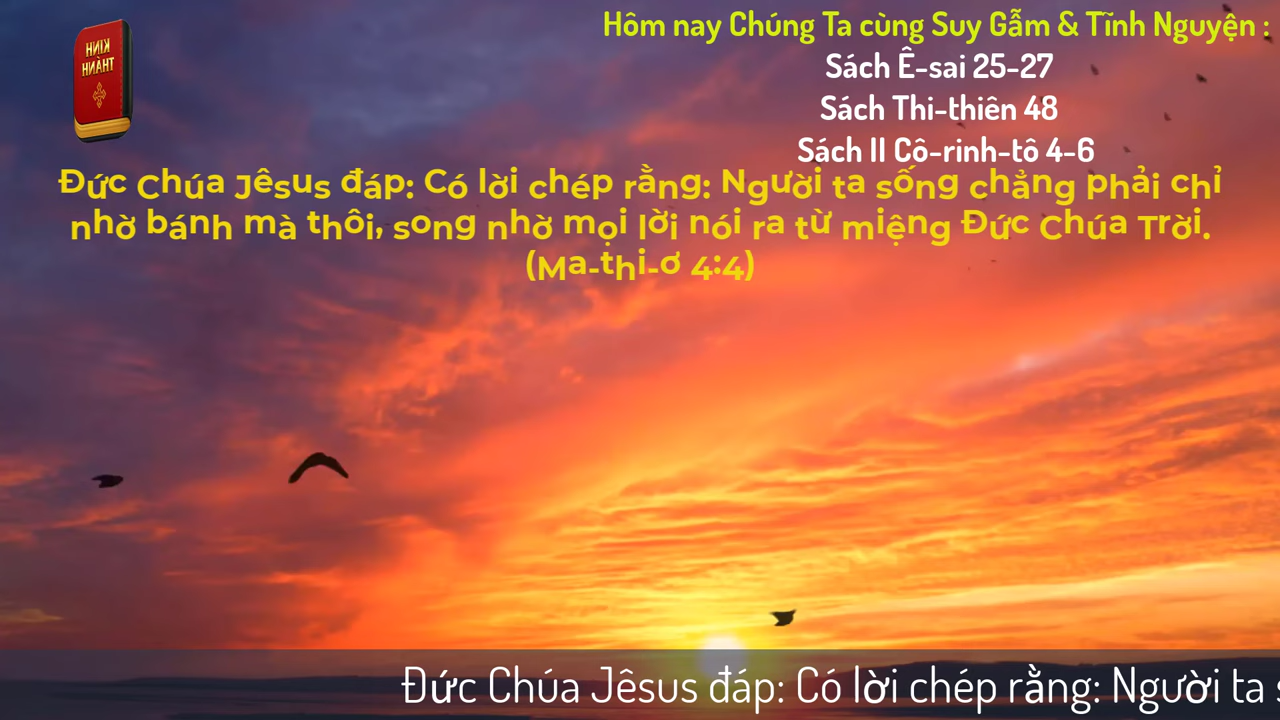 Hôm nay Chúng Ta cùng Suy Gẫm & Tĩnh Nguyện :
Sách Ê-sai 25-27
Sách Thi-thiên 48
Sách II Cô-rinh-tô 4-6
KINH
THÁNH
Đức Chúa Jêsus đáp: Có lời chép rằng: Người ta sống chẳng phải chỉ
nhờ bánh mà thôi, song nhờ mọi lời nói ra từ miệng Đức Chúa Trời.
(Ma-thi-ơ 4:4)
Đức Chúa Jêsus đáp: Có lời chép rằng: Người ta